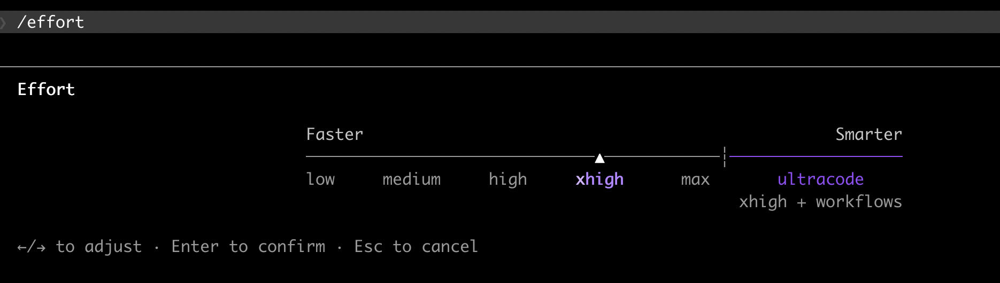 ❯ /effort
Effort
Faster Smarter
low medium high xhigh max ultracode
xhigh + workflows
←/→ to adjust · Enter to confirm · Esc to cancel